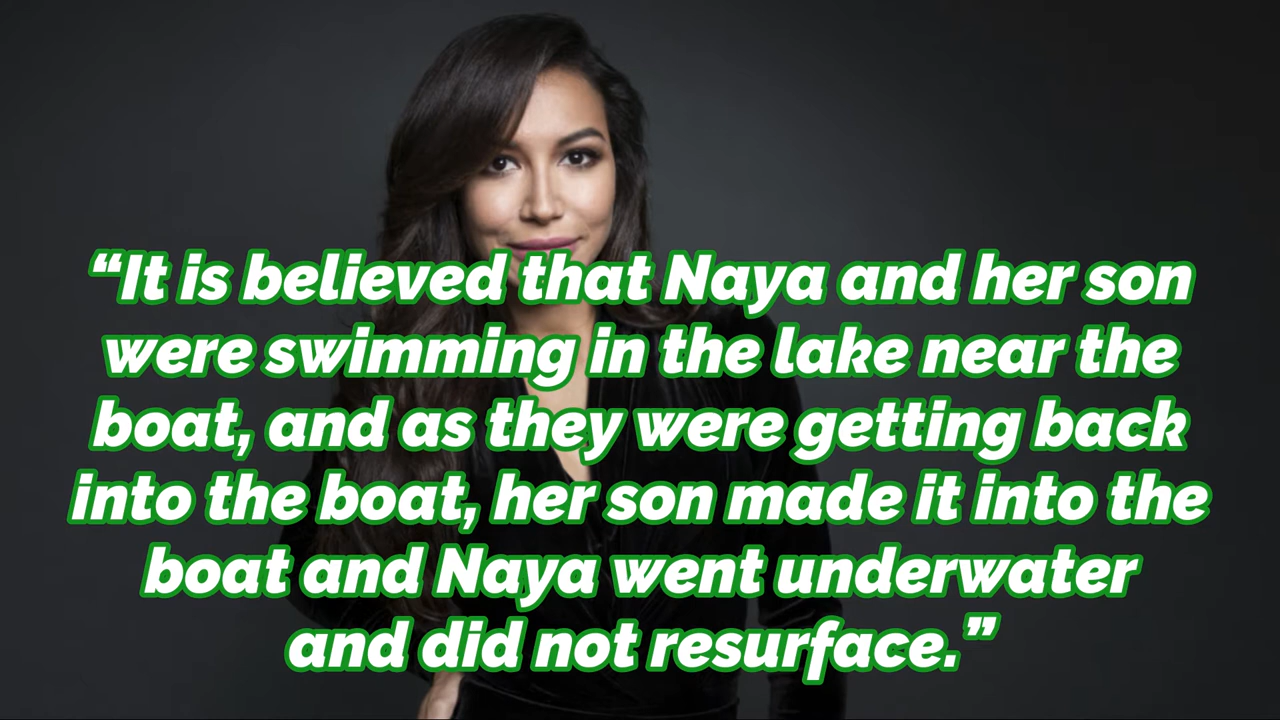 “It is believed that Naya and her son
were swimming in the lake near the
boat, and as they were getting back
into the boat, her son made it into the
boat and Naya went underwater
and did not resurface.”